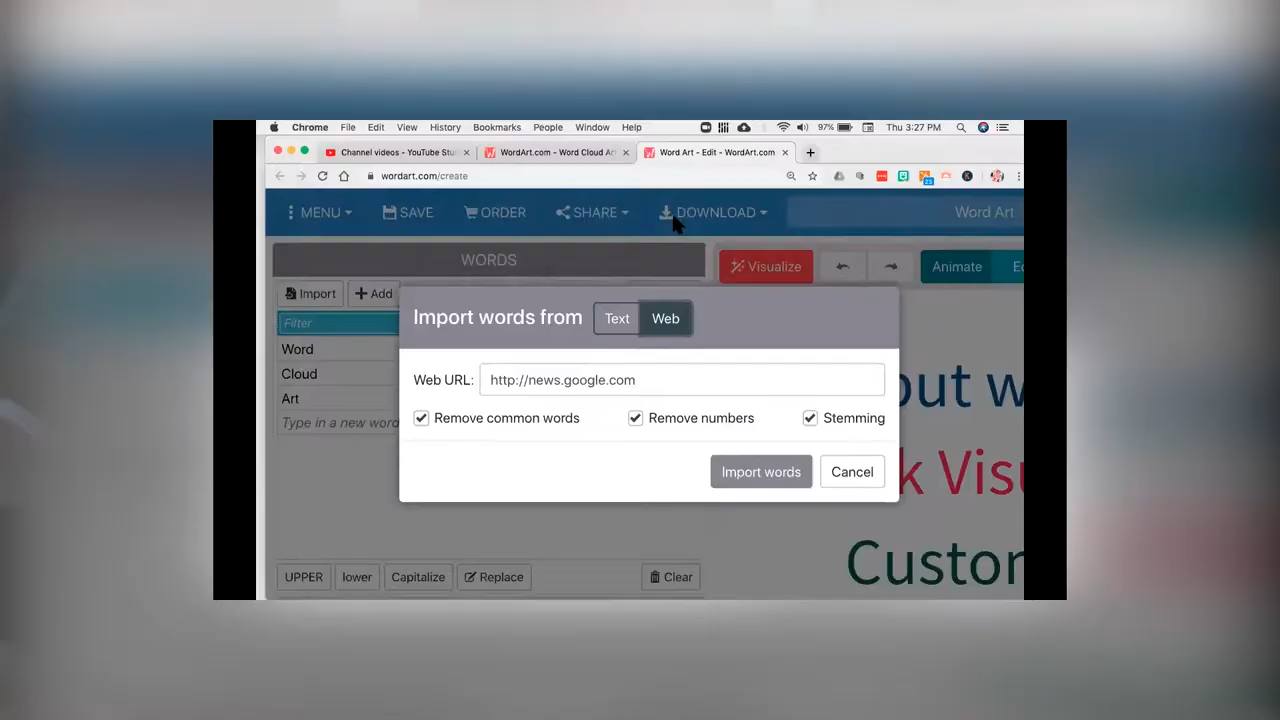 Chrome File Edit View History Bookmarks People Window Help 97% Thu 3:27 PM
Channel videos - YouTube Stu WordArt.com - Word Cloud Ar Word Art - Edit - WordArt.com
wordart.com/create 25
MENU SAVE ORDER SHARE DOWNLOAD Word Art
WORDS
Visualize Animate
Import Add
Import words from Text Web
Filter
Word
Web URL: http://news.google.com
Cloud
out w
Art
Remove common words Remove numbers Stemming
Type in a new word
Import words Cancel
k Visu
Custom
UPPER lower Capitalize Replace Clear